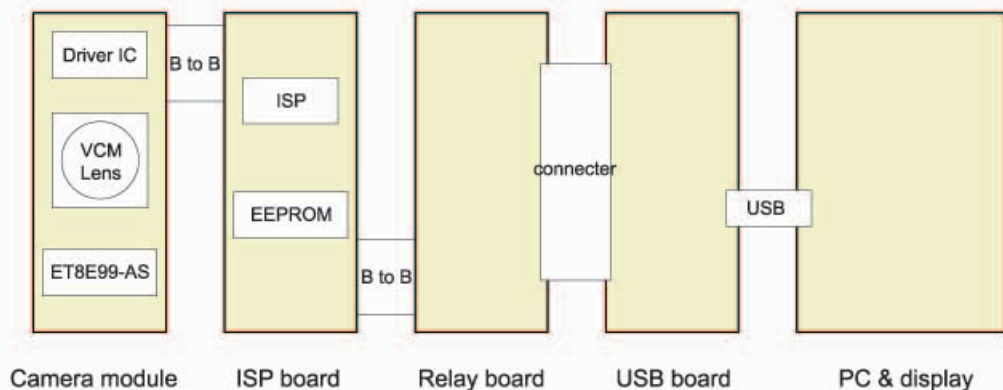 Driver IC
VCM
Lens
ET8E99-AS
B to B
ISP
EEPROM
B to B
connecter
USB
Camera module
ISP board
Relay board
USB board
PC & display